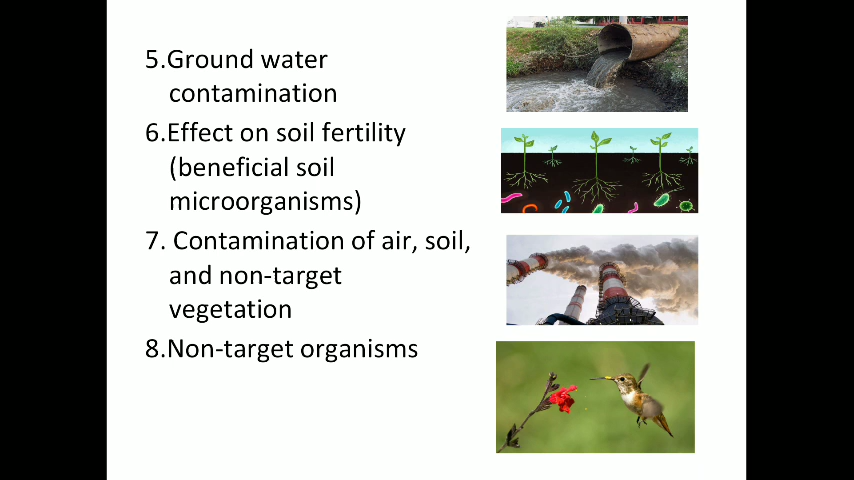 5.Ground water
contamination
6.Effect on soil fertility
(beneficial soil
microorganisms)
7. Contamination of air, soil,
and non-target
vegetation
8.Non-target organisms